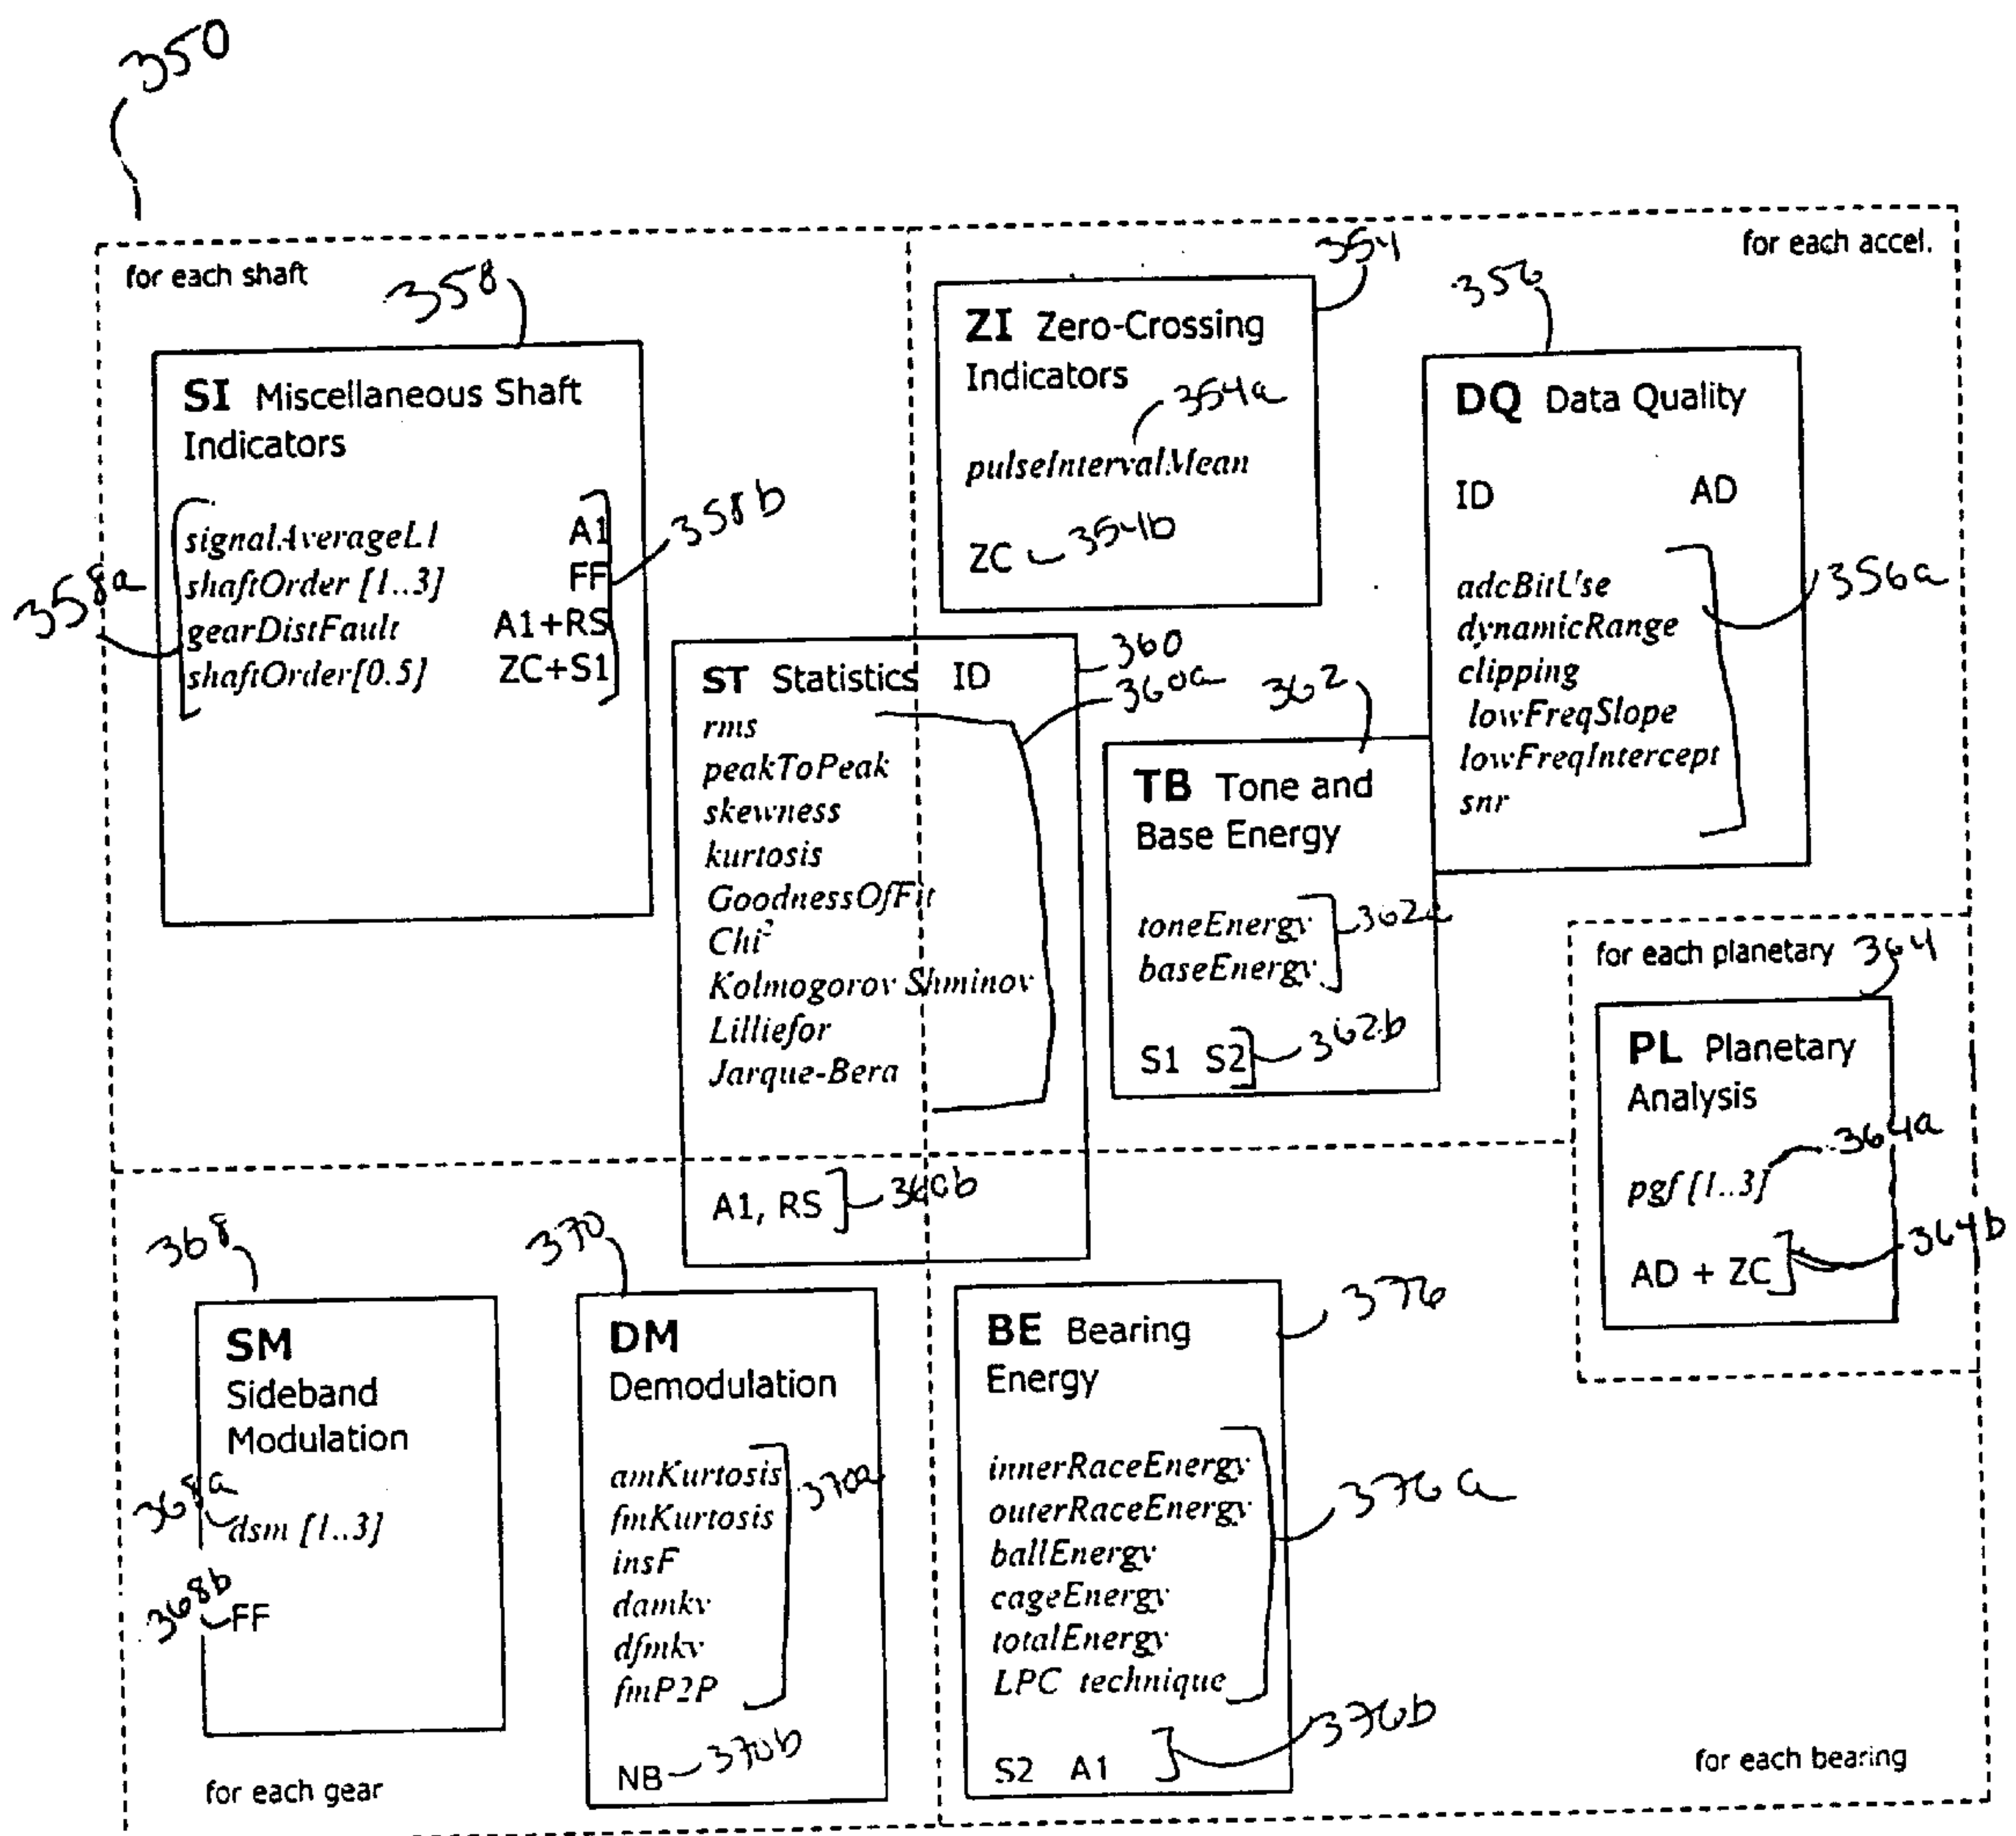 350
for each shaft
358
SI Miscellaneous Shaft
Indicators
358a
signalAverageL1 A1
shaftOrder [1..3] FF
gearDistFault A1+RS
shaftOrder[0.5] ZC+S1
358b
for each accel.
354
ZI Zero-Crossing
Indicators
354a
pulseIntervalMean
ZC 354b
356
DQ Data Quality
ID AD
adcBitUse
dynamicRange
clipping
lowFreqSlope
lowFreqIntercept
snr
356a
360
ST Statistics ID
360a
rms
peakToPeak
skewness
kurtosis
GoodnessOfFit
Chi²
Kolmogorov
Lilliefor
Jarque-Bera
A1, RS 360b
362
TB Tone and
Base Energy
toneEnergy
baseEnergy
362a
S1 S2 362b
for each planetary 364
PL Planetary
Analysis
364a
pgf [1..3]
AD + ZC 364b
368
SM
Sideband
Modulation
368a
dsm [1..3]
368b
FF
for each gear
370
DM
Demodulation
amKurtosis
fmKurtosis
insF
damkv
dfmkv
fmP2P
370a
NB 370b
376
BE Bearing
Energy
innerRaceEnergy
outerRaceEnergy
ballEnergy
cageEnergy
totalEnergy
LPC technique
376a
S2 A1 376b
for each bearing